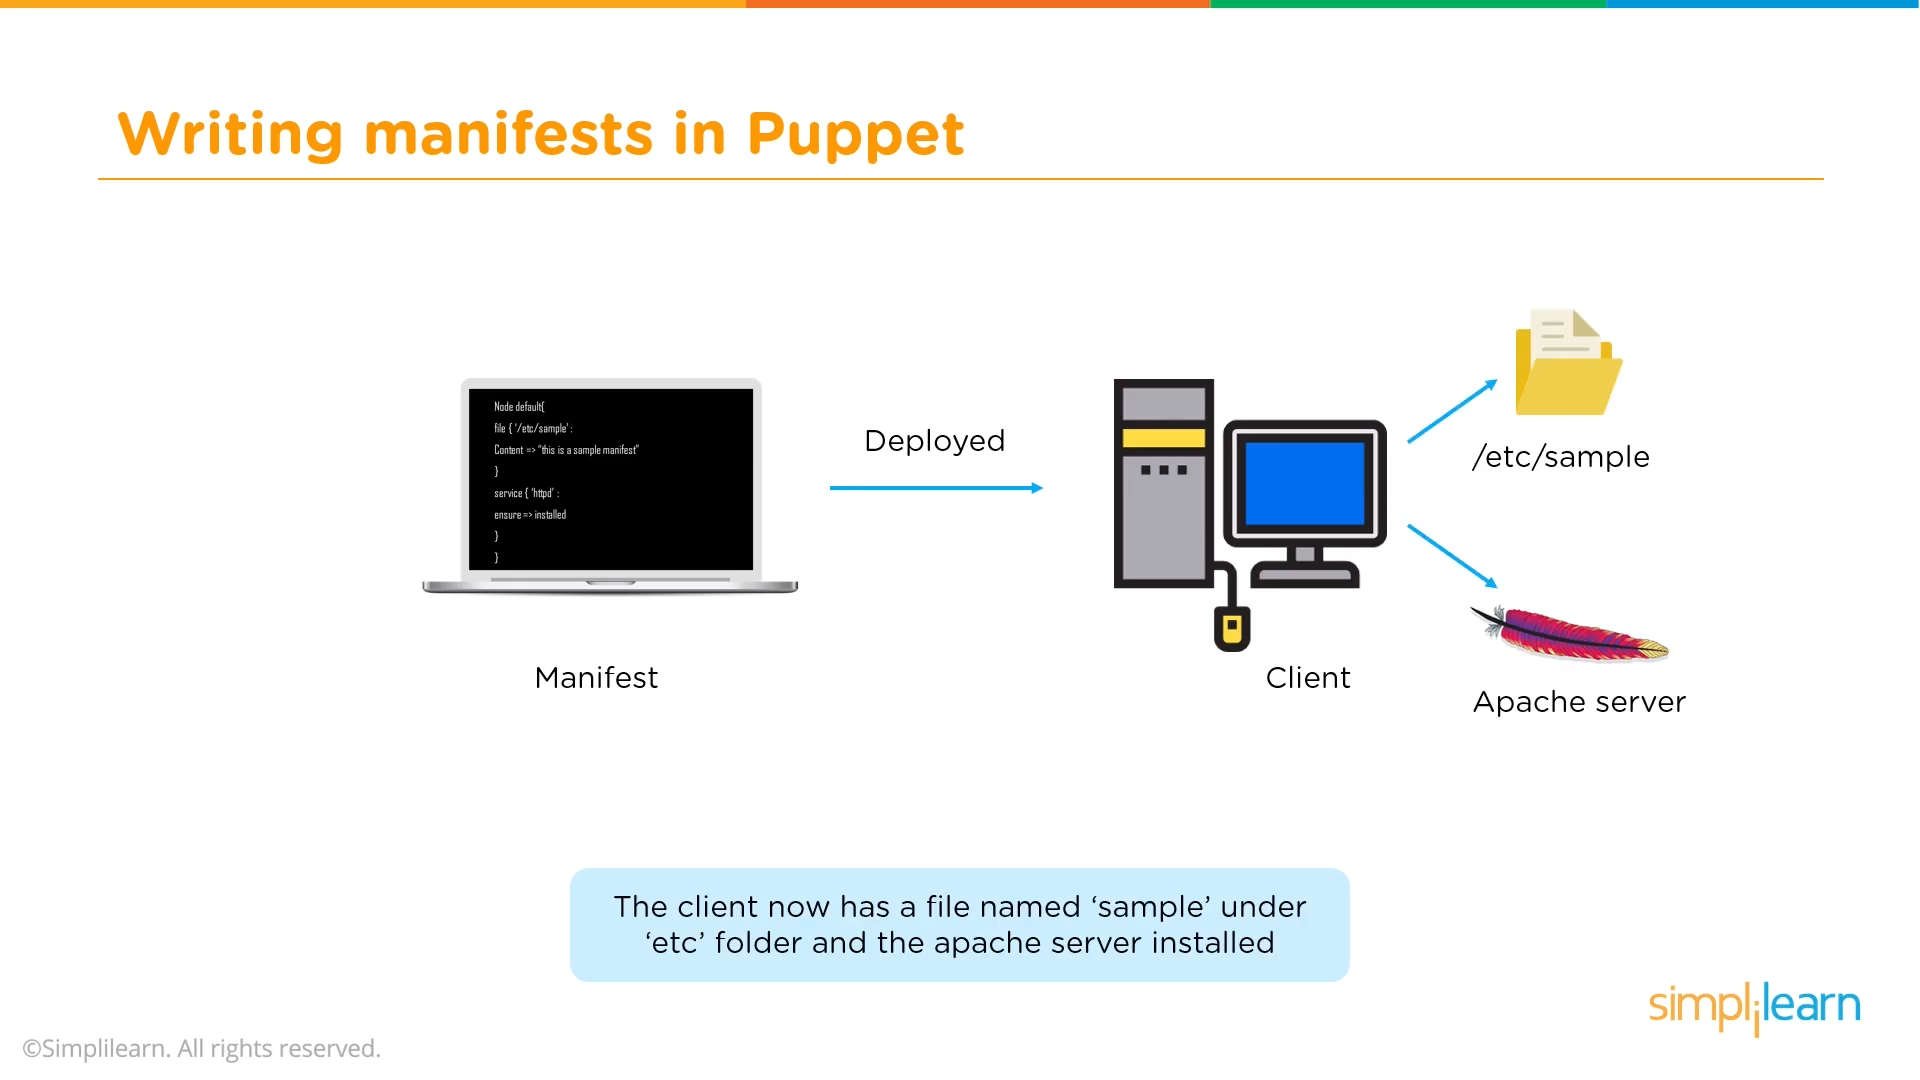 Writing manifests in Puppet
Node default{
file { '/etc/sample' :
Content => "this is a sample manifest"
}
service { 'httpd' :
ensure => installed
}
}
Manifest
Deployed
Client
/etc/sample
Apache server
The client now has a file named ‘sample’ under
‘etc’ folder and the apache server installed
simplilearn
©Simplilearn. All rights reserved.